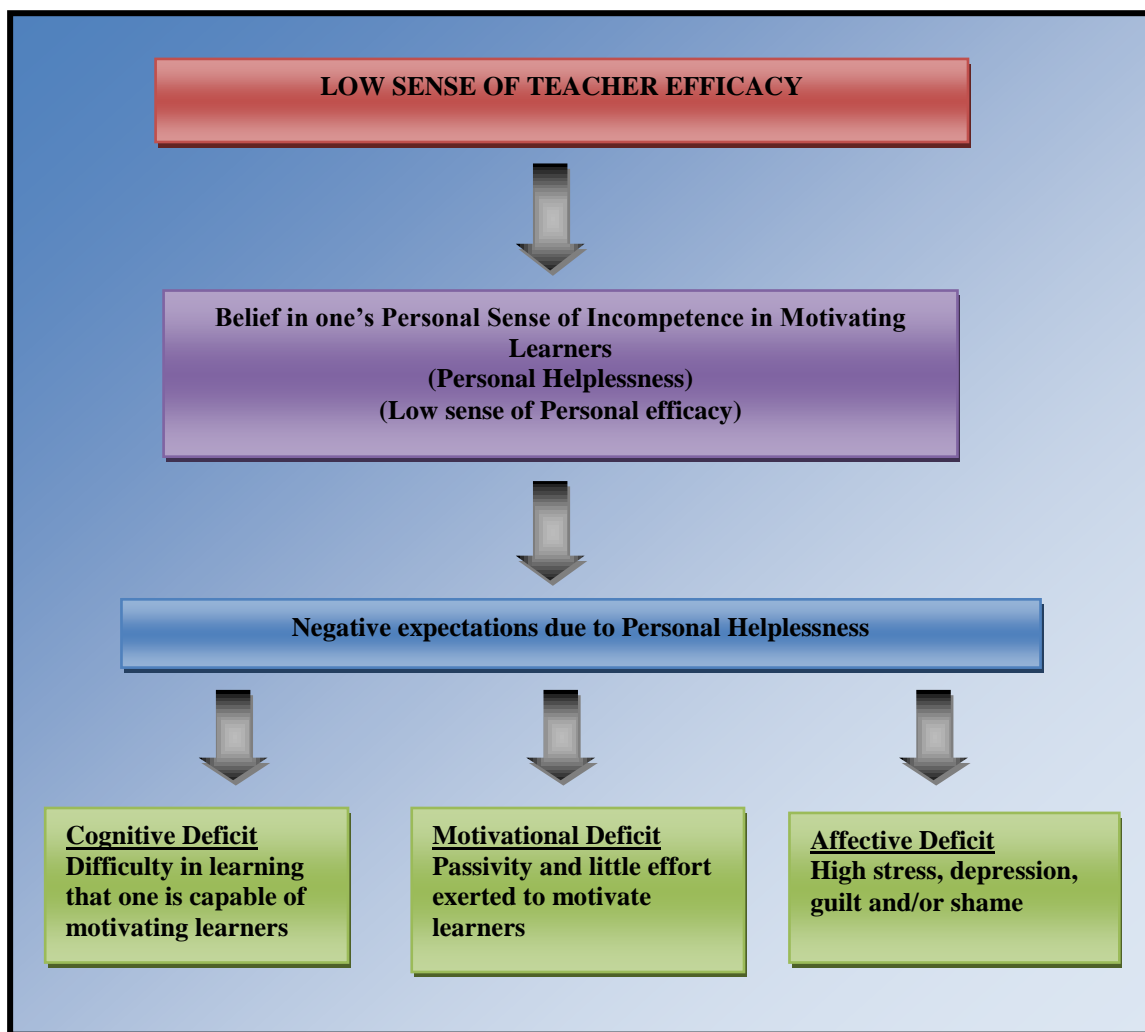 LOW SENSE OF TEACHER EFFICACY
Belief in one’s Personal Sense of Incompetence in Motivating
Learners
(Personal Helplessness)
(Low sense of Personal efficacy)
Negative expectations due to Personal Helplessness
Cognitive Deficit
Difficulty in learning
that one is capable of
motivating learners
Motivational Deficit
Passivity and little effort
exerted to motivate
learners
Affective Deficit
High stress, depression,
guilt and/or shame